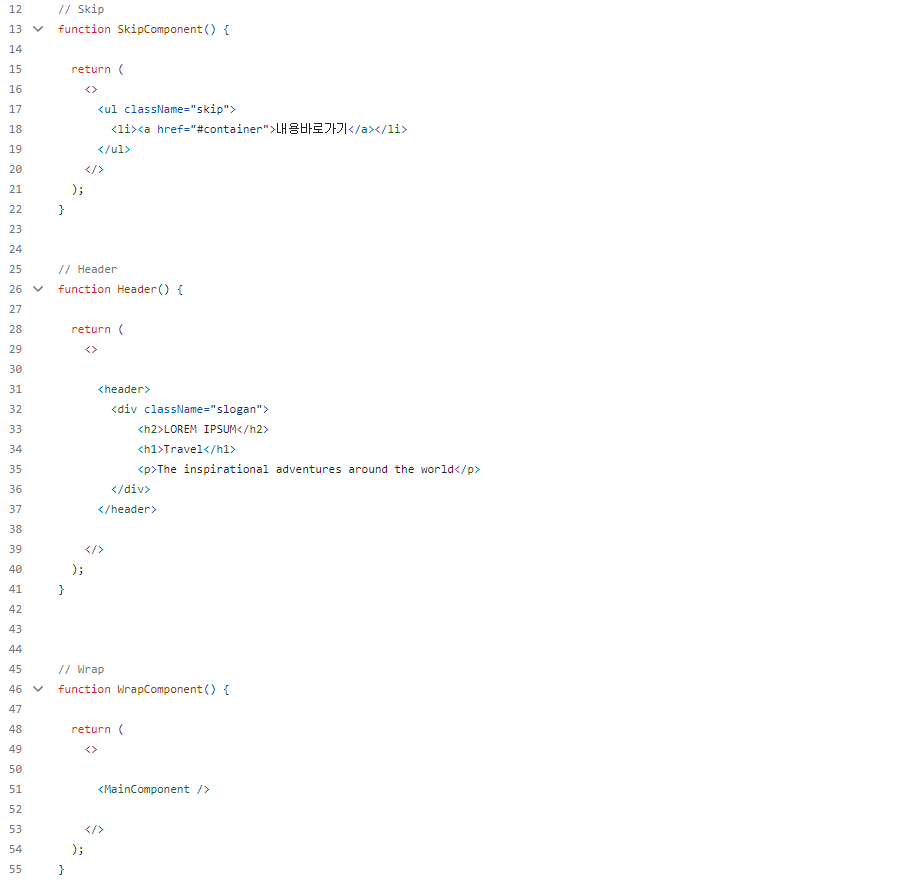 12 // Skip
13 function SkipComponent() {
14
15 return (
16 <>
17 <ul className="skip">
18 <li><a href="#container">내용바로가기</a></li>
19 </ul>
20 </>
21 );
22 }
23
24
25 // Header
26 function Header() {
27
28 return (
29 <>
30
31 <header>
32 <div className="slogan">
33 <h2>LOREM IPSUM</h2>
34 <h1>Travel</h1>
35 <p>The inspirational adventures around the world</p>
36 </div>
37 </header>
38
39 </>
40 );
41 }
42
43
44
45 // Wrap
46 function WrapComponent() {
47
48 return (
49 <>
50
51 <MainComponent />
52
53 </>
54 );
55 }